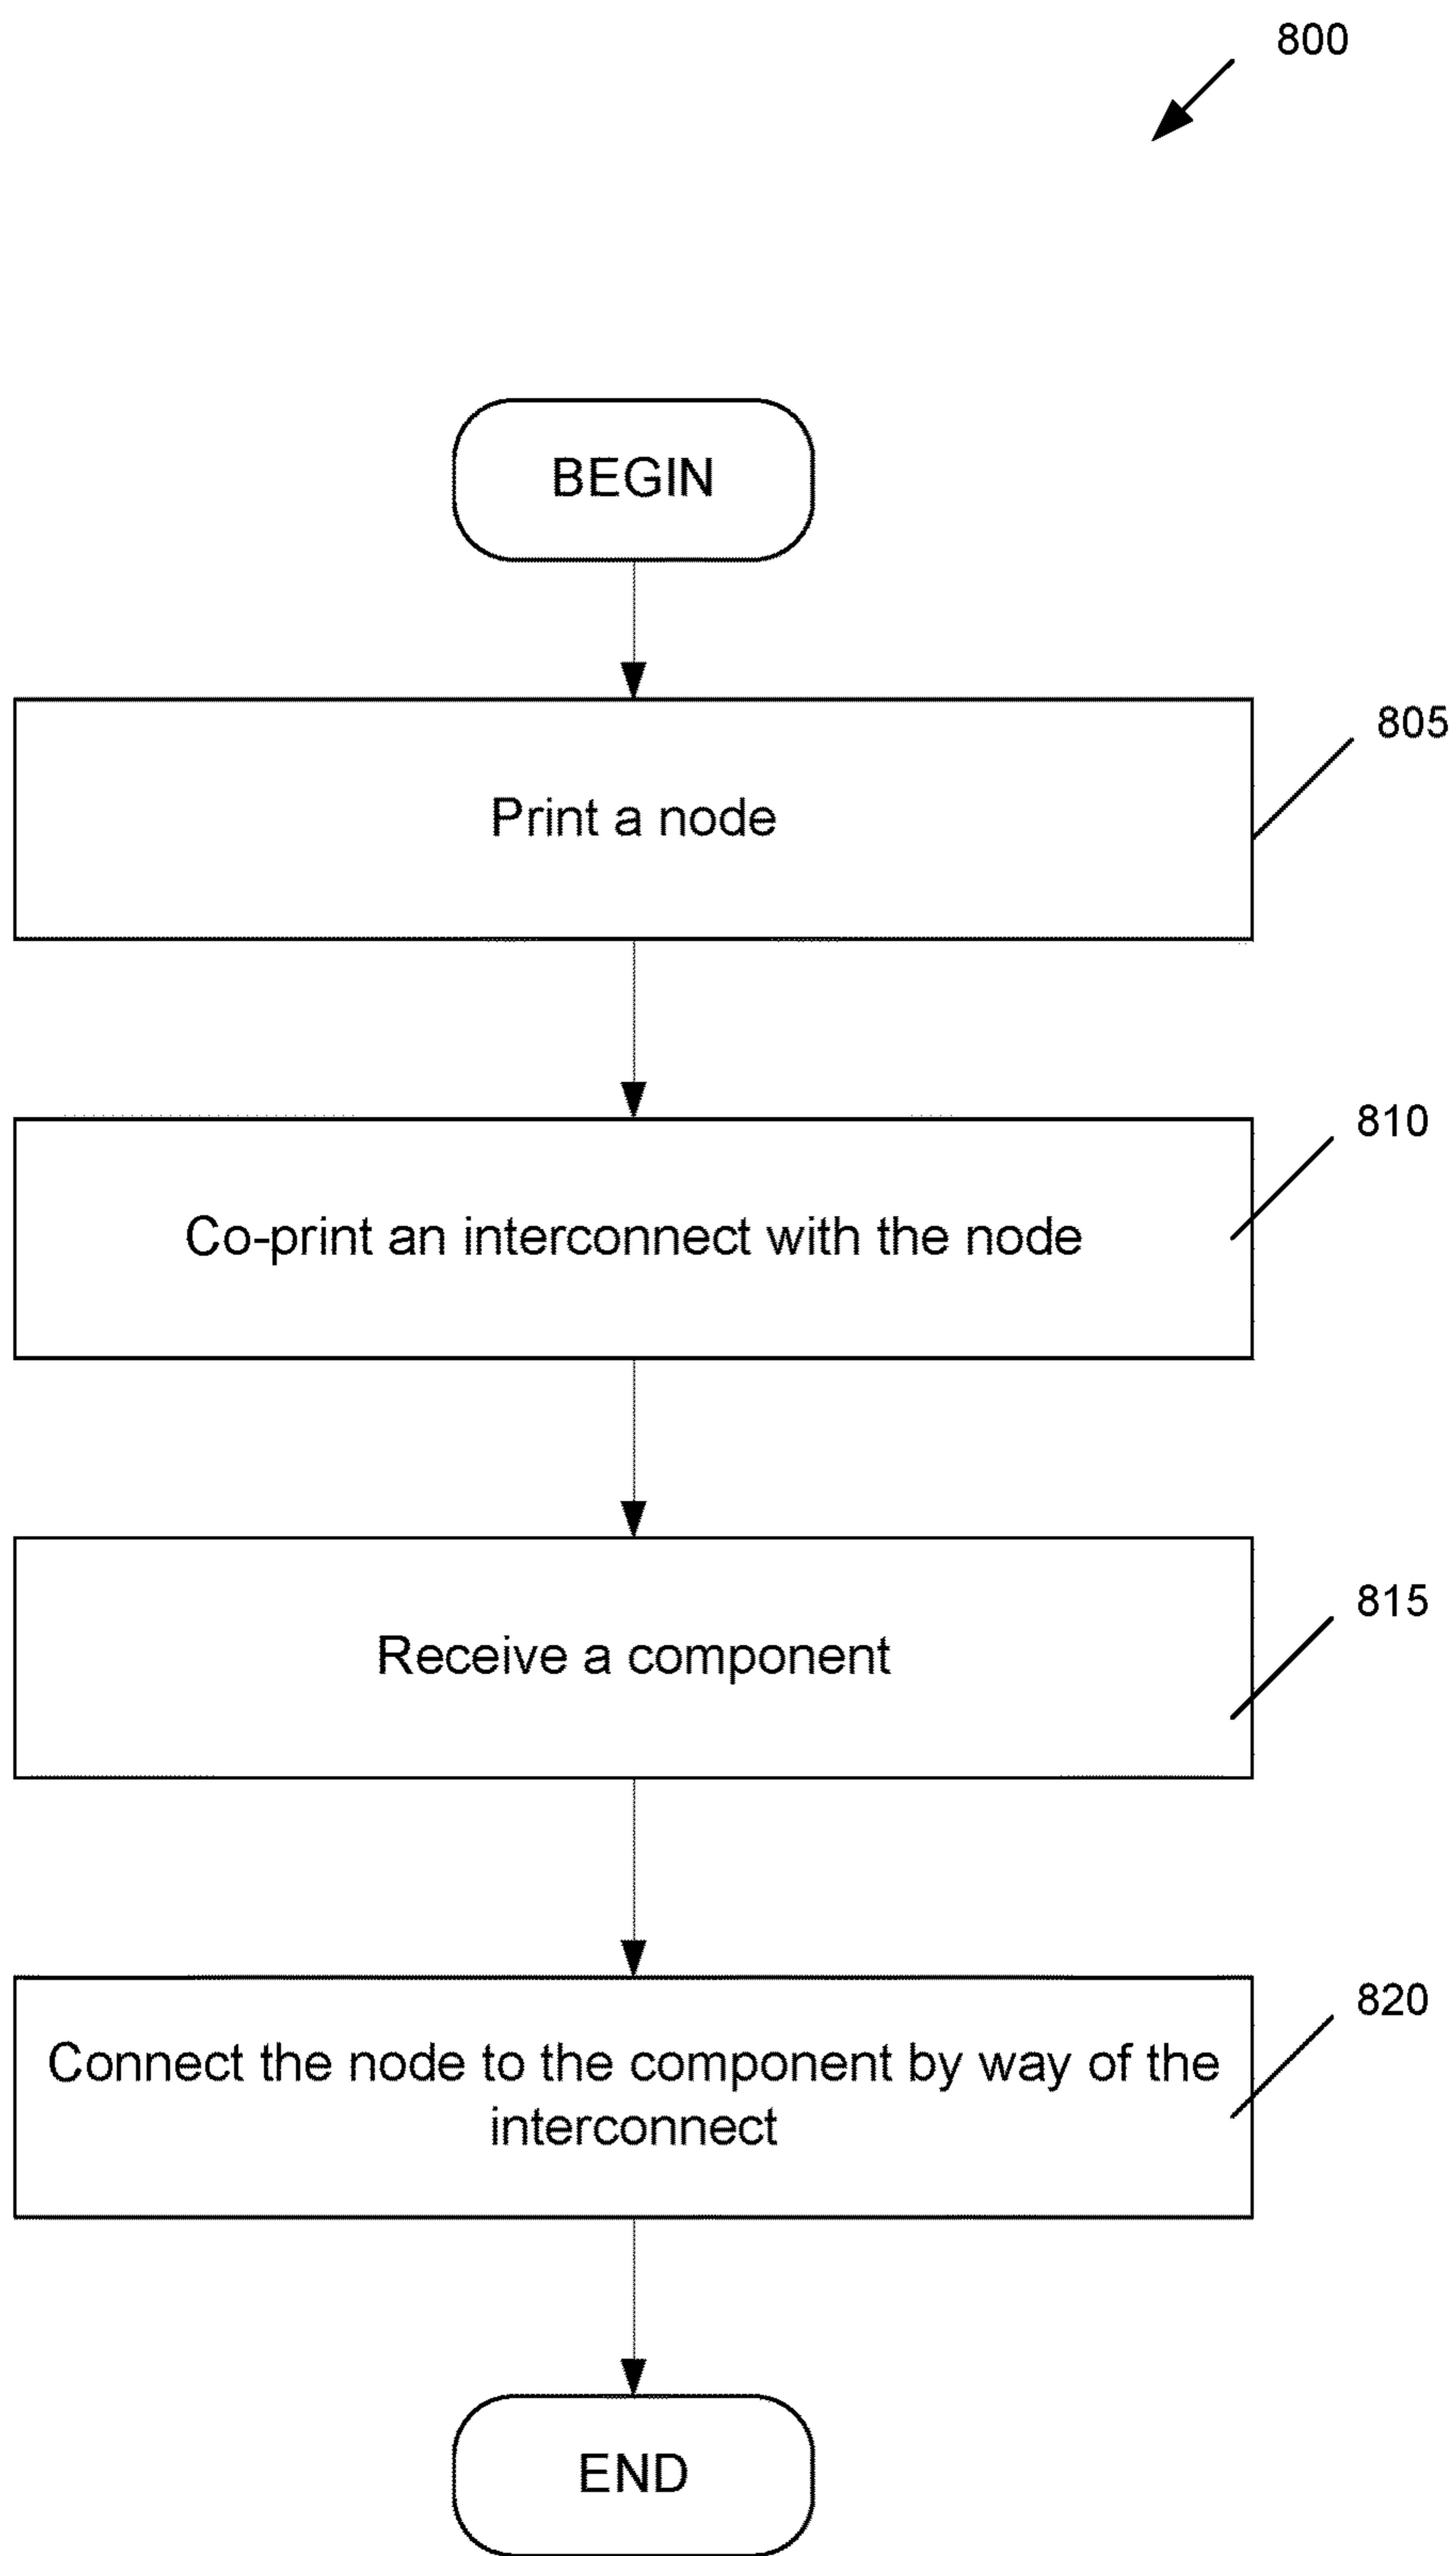 800
BEGIN
805
Print a node
810
Co-print an interconnect with the node
815
Receive a component
820
Connect the node to the component by way of the
interconnect
END